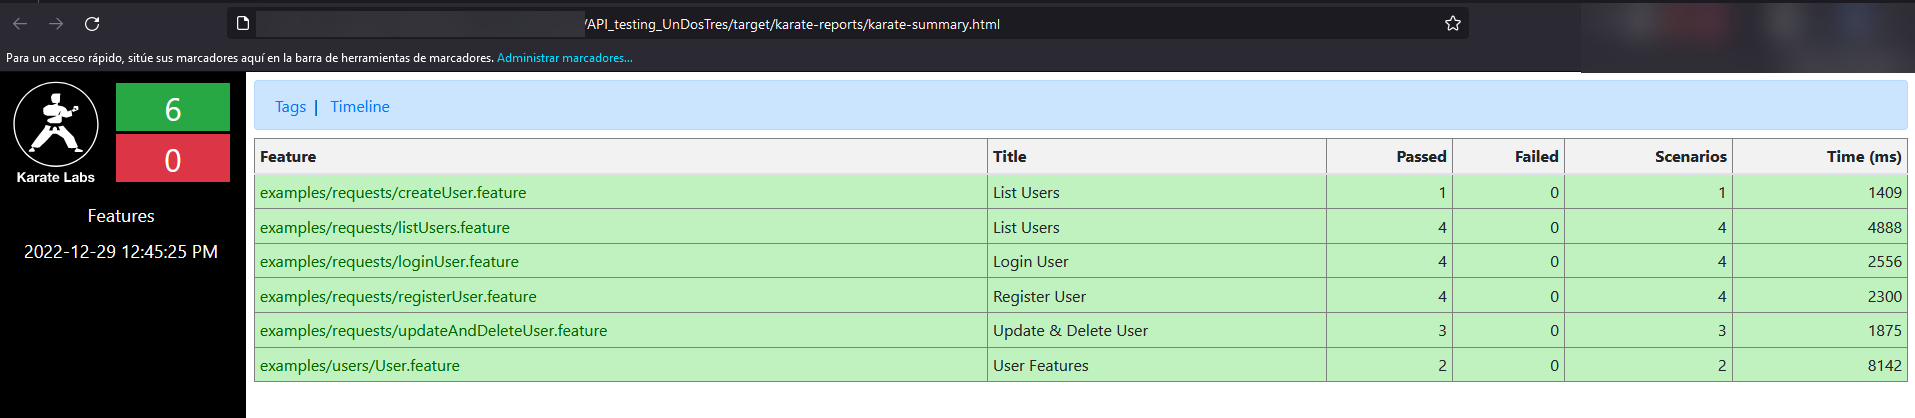 /API_testing_UnDosTres/target/karate-reports/karate-summary.html
Para un acceso rápido, sitúe sus marcadores aquí en la barra de herramientas de marcadores. Administrar marcadores...
6
0
Karate Labs
Features
2022-12-29 12:45:25 PM
Tags | Timeline
Feature Title Passed Failed Scenarios Time (ms)
examples/requests/createUser.feature List Users 1 0 1 1409
examples/requests/listUsers.feature List Users 4 0 4 4888
examples/requests/loginUser.feature Login User 4 0 4 2556
examples/requests/registerUser.feature Register User 4 0 4 2300
examples/requests/updateAndDeleteUser.feature Update & Delete User 3 0 3 1875
examples/users/User.feature User Features 2 0 2 8142